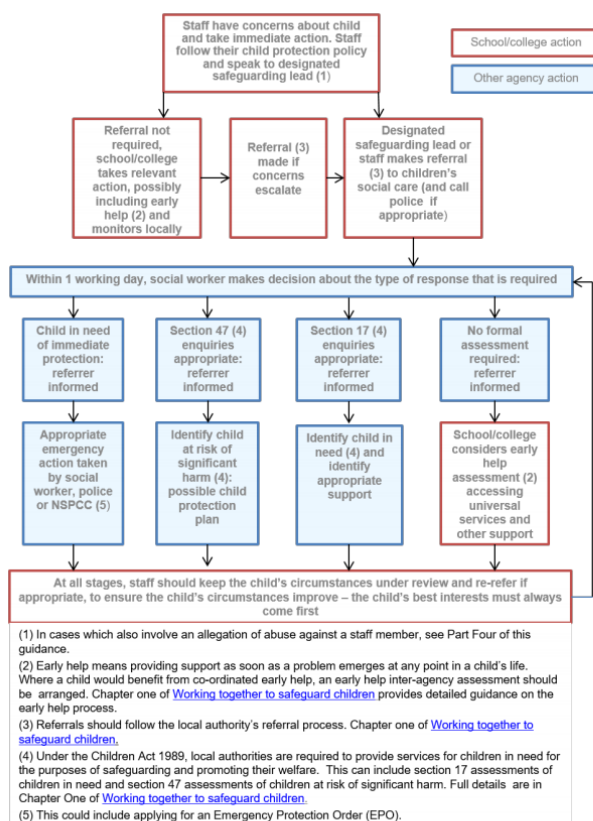 Staff have concerns about child
and take immediate action. Staff
follow their child protection policy
and speak to designated
safeguarding lead (1)
School/college action
Other agency action
Referral not
required,
school/college
takes relevant
action, possibly
including early
help (2) and
monitors locally
Referral (3)
made if
concerns
escalate
Designated
safeguarding lead or
staff makes referral
(3) to children's
social care (and call
police if
appropriate)
Within 1 working day, social worker makes decision about the type of response that is required
Child in need
of immediate
protection:
referrer
informed
Section 47 (4)
enquiries
appropriate:
referrer
informed
Section 17 (4)
enquiries
appropriate:
referrer
informed
No formal
assessment
required:
referrer
informed
Appropriate
emergency
action taken
by social
worker, police
or NSPCC (5)
Identify child
at risk of
significant
harm (4):
possible child
protection
plan
Identify child in
need (4) and
identify
appropriate
support
School/college
considers early
help
assessment (2)
accessing
universal
services and
other support
At all stages, staff should keep the child's circumstances under review and re-refer if
appropriate, to ensure the child's circumstances improve – the child's best interests must always
come first
(1) In cases which also involve an allegation of abuse against a staff member, see Part Four of this
guidance.
(2) Early help means providing support as soon as a problem emerges at any point in a child's life.
Where a child would benefit from co-ordinated early help, an early help inter-agency assessment should
be arranged. Chapter one of Working together to safeguard children provides detailed guidance on the
early help process.
(3) Referrals should follow the local authority's referral process. Chapter one of Working together to
safeguard children.
(4) Under the Children Act 1989, local authorities are required to provide services for children in need for
the purposes of safeguarding and promoting their welfare. This can include section 17 assessments of
children in need and section 47 assessments of children at risk of significant harm. Full details are in
Chapter One of Working together to safeguard children.
(5) This could include applying for an Emergency Protection Order (EPO).